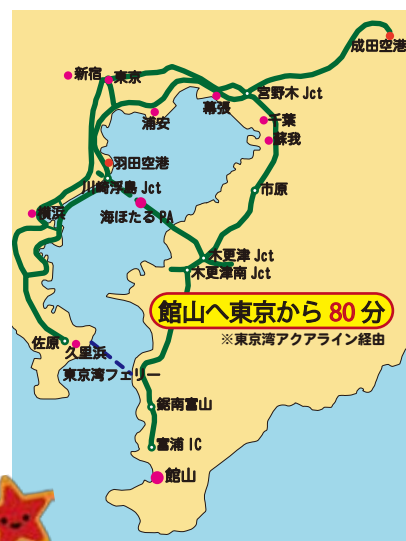 成田空港
新宿
東京
宮野木 Jct
幕張
浦安
千葉
蘇我
羽田空港
川崎浮島 Jct
市原
横浜
海ほたるPA
木更津 Jct
木更津南 Jct
館山へ東京から 80 分
※東京湾アクアライン経由
佐原
久里浜
東京湾フェリー
鋸南富山
富浦 IC
館山